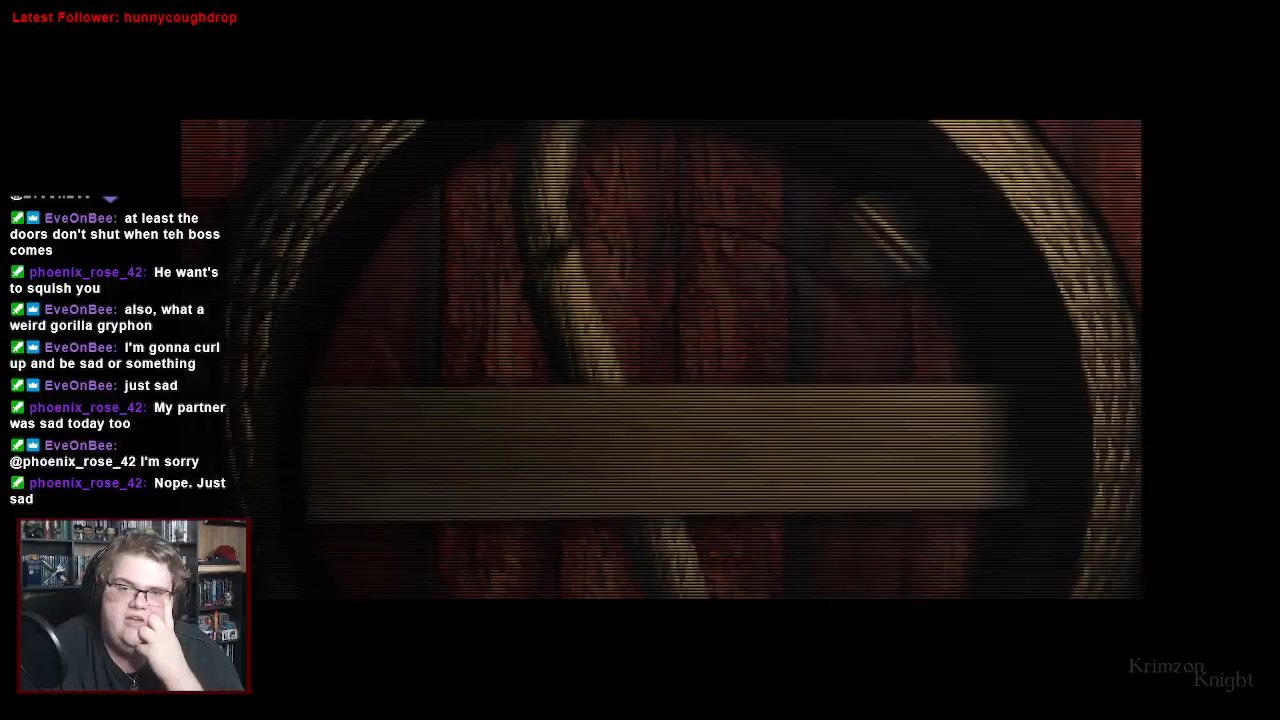 Latest Follower: hunnycoughdrop
EveOnBee: at least the
doors don't shut when teh boss
comes
phoenix_rose_42: He want's
to squish you
EveOnBee: also, what a
weird gorilla gryphon
EveOnBee: I'm gonna curl
up and be sad or something
EveOnBee: just sad
phoenix_rose_42: My partner
was sad today too
EveOnBee:
@phoenix_rose_42 I'm sorry
phoenix_rose_42: Nope. Just
sad
Krimzon
Knight